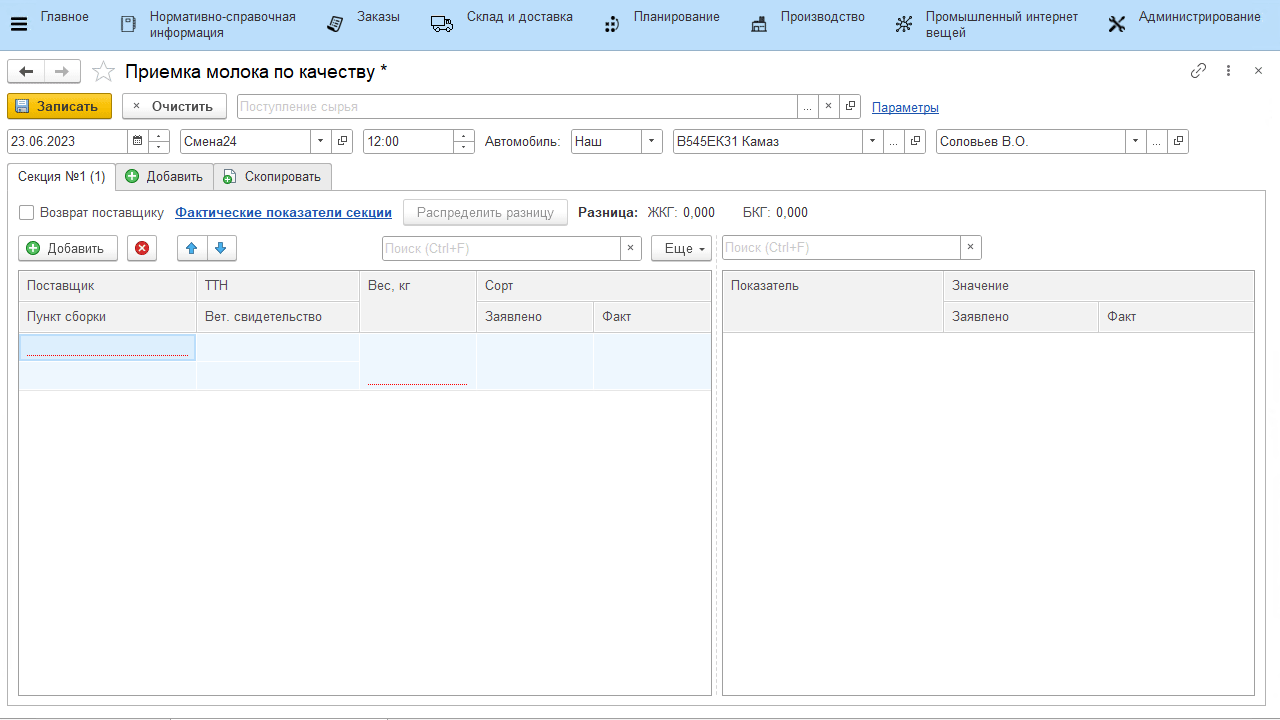 Главное
Нормативно-справочная
информация
Заказы
Склад и доставка
Планирование
Производство
Промышленный интернет
вещей
Администрирование
Приемка молока по качеству *
Записать
Очистить
Поступление сырья
Параметры
23.06.2023
Смена24
12:00
Автомобиль:
Наш
В545ЕК31 Камаз
Соловьев В.О.
Секция №1 (1)
Добавить
Скопировать
Возврат поставщику
Фактические показатели секции
Распределить разницу
Разница:
ЖКГ: 0,000
БКГ: 0,000
Добавить
Поиск (Ctrl+F)
Еще
Поиск (Ctrl+F)
Поставщик
ТТН
Вес, кг
Сорт
Показатель
Значение
Пункт сборки
Вет. свидетельство
Заявлено
Факт
Заявлено
Факт